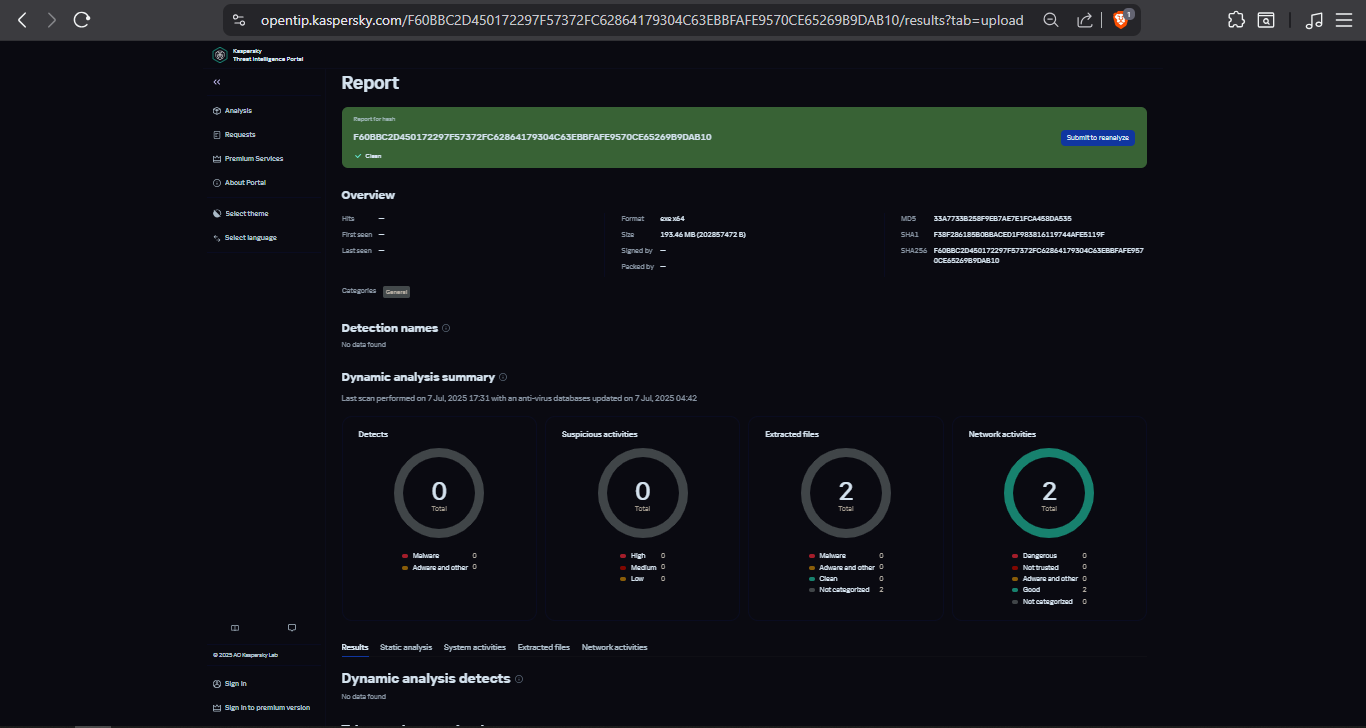 opentip.kaspersky.com/F60BBC2D450172297F57372FC62864179304C63EBBFAFE9570CE65269B9DAB10/results?tab=upload
1
Kaspersky
Threat Intelligence Portal
Analysis
Requests
Premium Services
About Portal
Select theme
Select language
Report
Report for hash
F60BBC2D450172297F57372FC62864179304C63EBBFAFE9570CE65269B9DAB10
Submit to reanalyze
Clean
Overview
Hits —
First seen —
Last seen —
Format exe x64
Size 193.46 MB (202857472 B)
Signed by —
Packed by —
MD5 33A7733B258F9EB7AE7E1FCA458DA535
SHA1 F38F286185B0BBACED1F983816119744AFE5119F
SHA256 F60BBC2D450172297F57372FC62864179304C63EBBFAFE957
0CE65269B9DAB10
Categories General
Detection names
No data found
Dynamic analysis summary
Last scan performed on 7 Jul, 2025 17:31 with an anti-virus databases updated on 7 Jul, 2025 04:42
Detects
0
Total
Malware 0
Adware and other 0
Suspicious activities
0
Total
High 0
Medium 0
Low 0
Extracted files
2
Total
Malware 0
Adware and other 0
Clean 0
Not categorized 2
Network activities
2
Total
Dangerous 0
Not trusted 0
Adware and other 0
Good 2
Not categorized 0
Results Static analysis System activities Extracted files Network activities
Dynamic analysis detects
No data found
© 2025 AO Kaspersky Lab
Sign in
Sign in to premium version